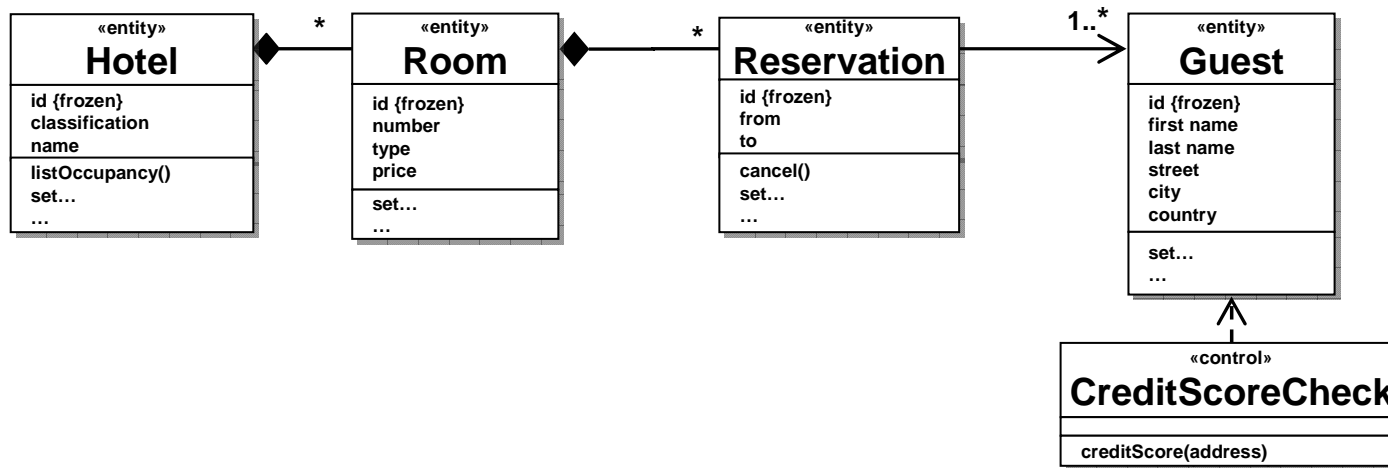 «entity»
Hotel
id {frozen}
classification
name
listOccupancy()
set…
…
*
«entity»
Room
id {frozen}
number
type
price
set…
…
*
«entity»
Reservation
id {frozen}
from
to
cancel()
set…
…
1..*
«entity»
Guest
id {frozen}
first name
last name
street
city
country
set…
…
«control»
CreditScoreCheck
creditScore(address)